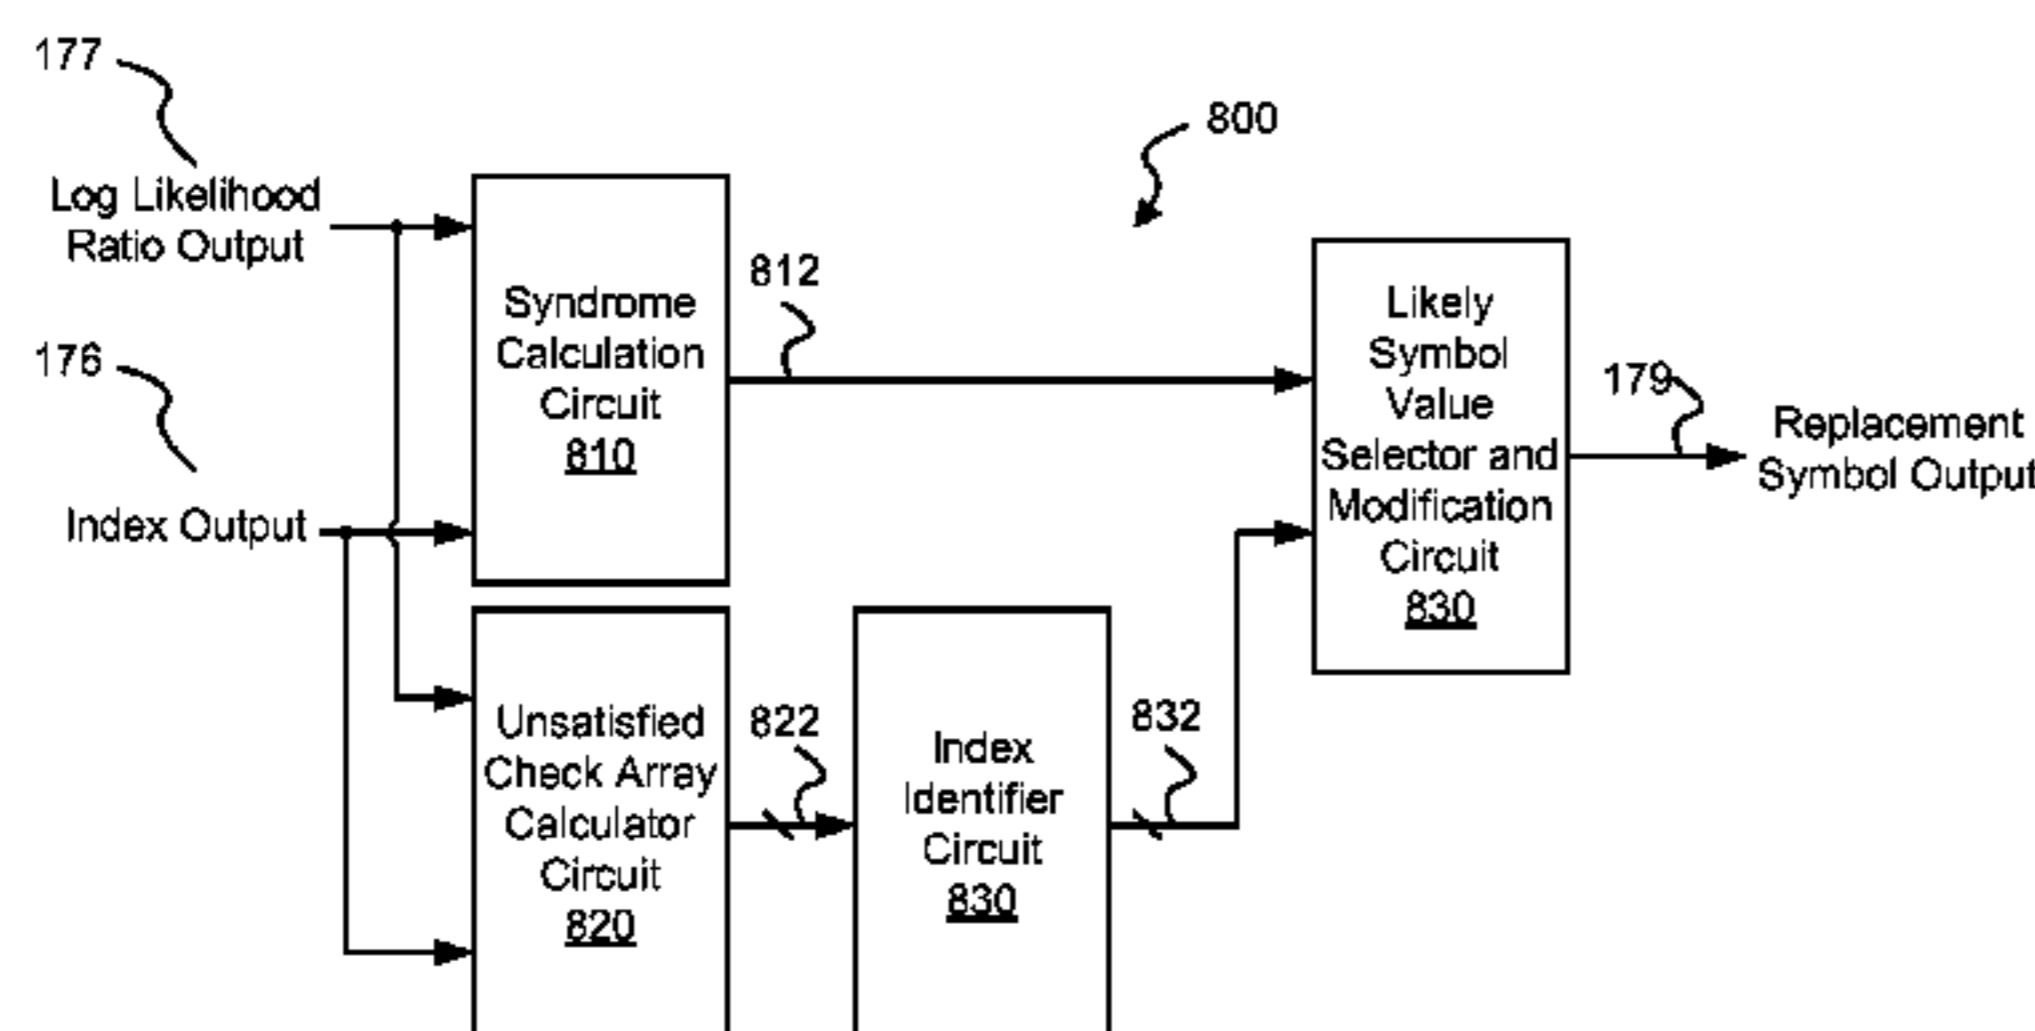 177
Log Likelihood
Ratio Output
176
Index Output
Syndrome
Calculation
Circuit
810
812
800
Likely
Symbol
Value
Selector and
Modification
Circuit
830
179
Replacement
Symbol Output
Unsatisfied
Check Array
Calculator
Circuit
820
822
Index
Identifier
Circuit
830
832